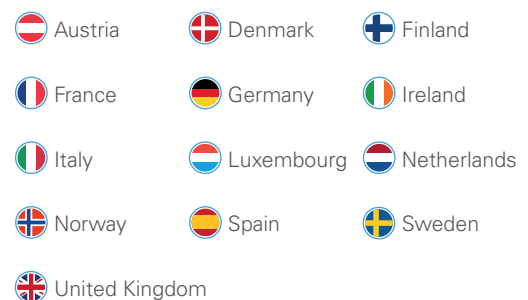 Austria Denmark Finland
France Germany Ireland
Italy Luxembourg Netherlands
Norway Spain Sweden
United Kingdom